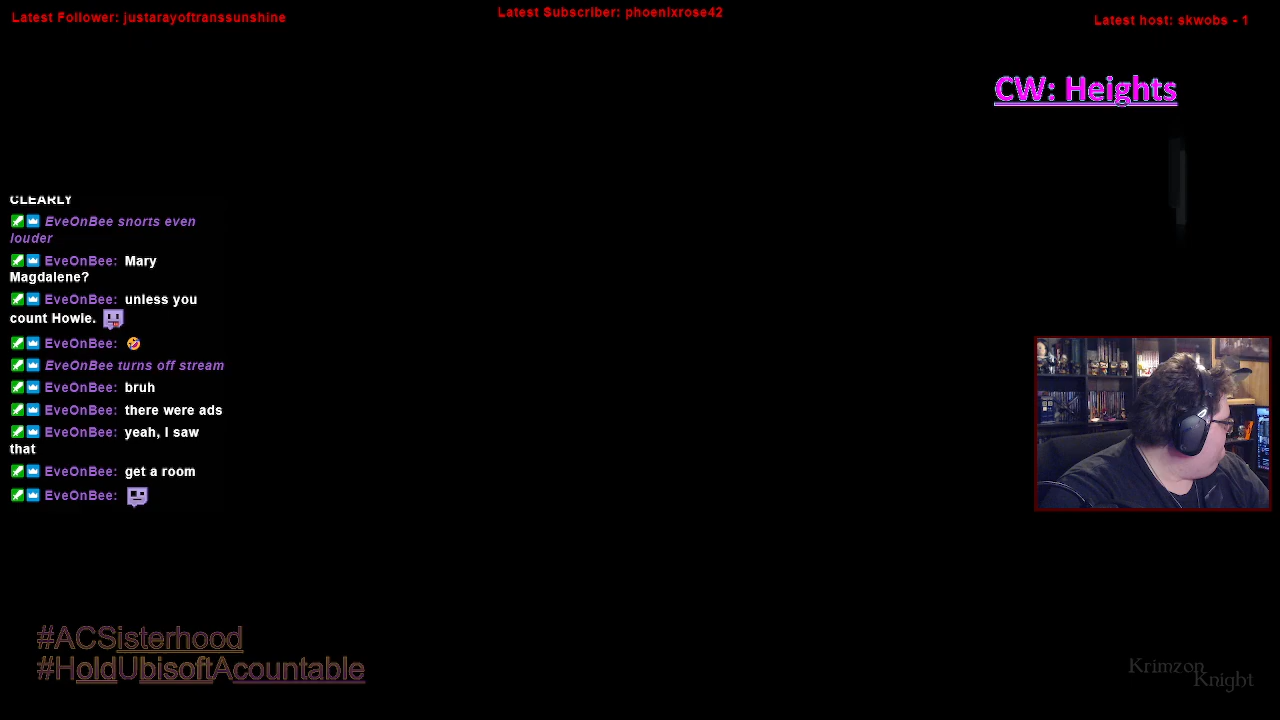 Latest Follower: justarayoftranssunshine
Latest Subscriber: phoenixrose42
Latest host: skwobs - 1
CW: Heights
CLEARLY
EveOnBee snorts even
louder
EveOnBee: Mary
Magdalene?
EveOnBee: unless you
count Howie.
EveOnBee:
EveOnBee turns off stream
EveOnBee: bruh
EveOnBee: there were ads
EveOnBee: yeah, I saw
that
EveOnBee: get a room
EveOnBee:
#ACSisterhood
#HoldUbisoftAcountable
Krimzon
Knight